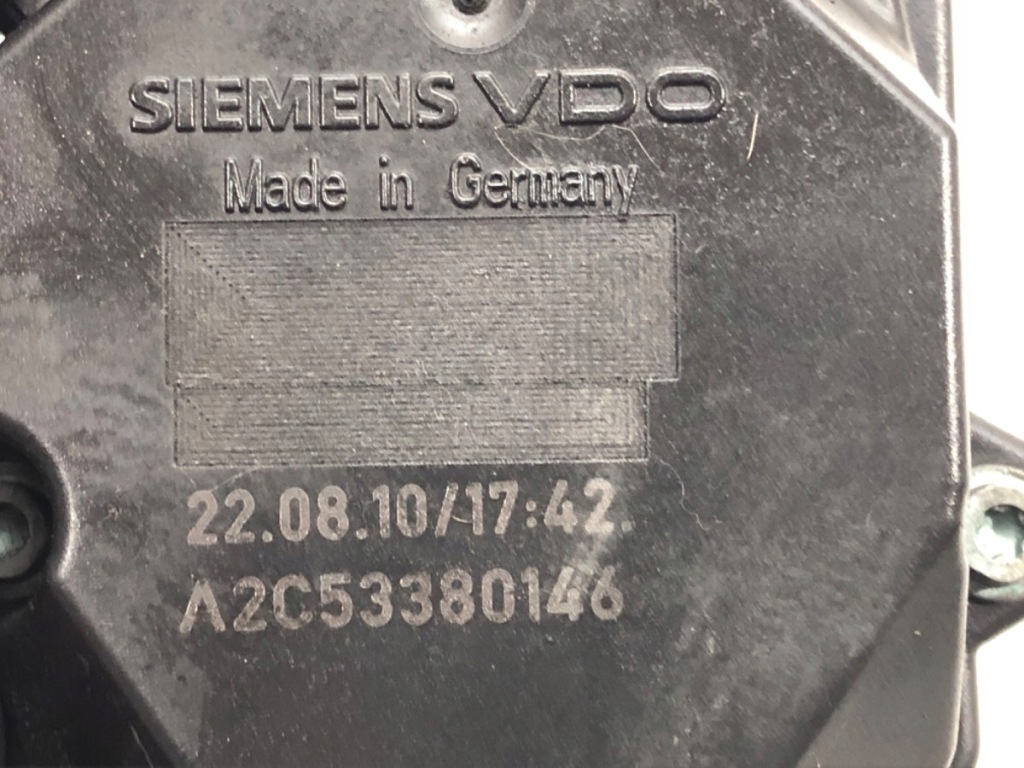 SIEMENS VDO
Made in Germany
22.08.10/17:42.
A2C53380146